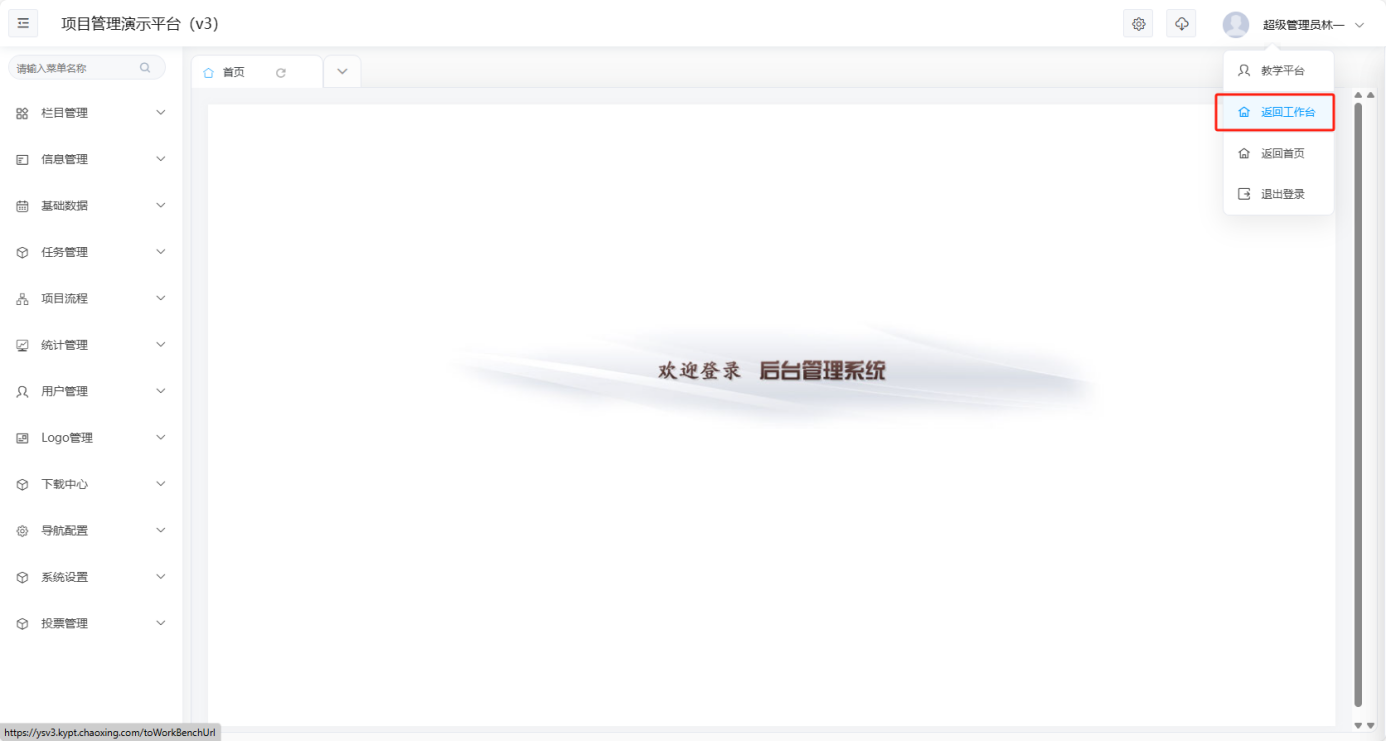 项目管理演示平台（v3）
超级管理员林一
请输入菜单名称
首页
教学平台
返回工作台
返回首页
退出登录
栏目管理
信息管理
基础数据
任务管理
项目流程
统计管理
用户管理
Logo管理
下载中心
导航配置
系统设置
投票管理
欢迎登录 后台管理系统
https://ysv3.kypt.chaoxing.com/toWorkBenchUrl